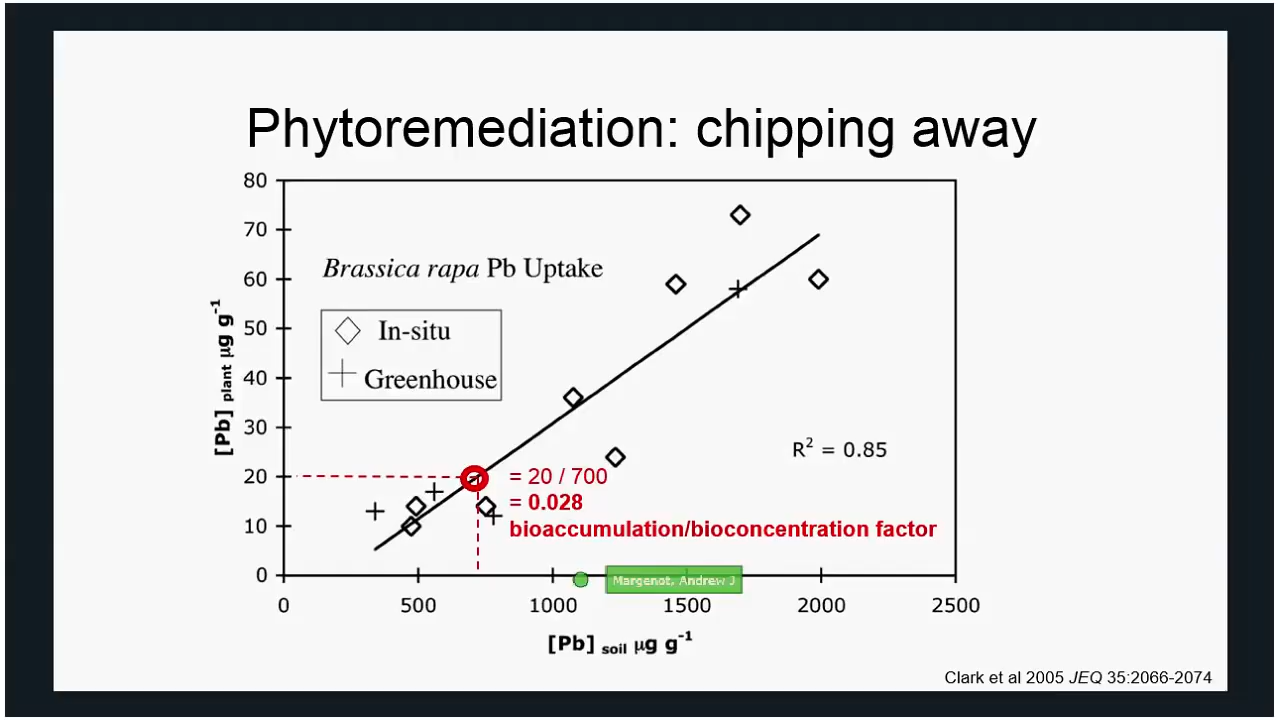 Phytoremediation: chipping away
80
70
60
50
40
30
20
10
0
[Pb] plant µg g⁻¹
Brassica rapa Pb Uptake
In-situ
Greenhouse
R² = 0.85
= 20 / 700
= 0.028
bioaccumulation/bioconcentration factor
Margenot, Andrew J
0 500 1000 1500 2000 2500
[Pb] soil µg g⁻¹
Clark et al 2005 JEQ 35:2066-2074